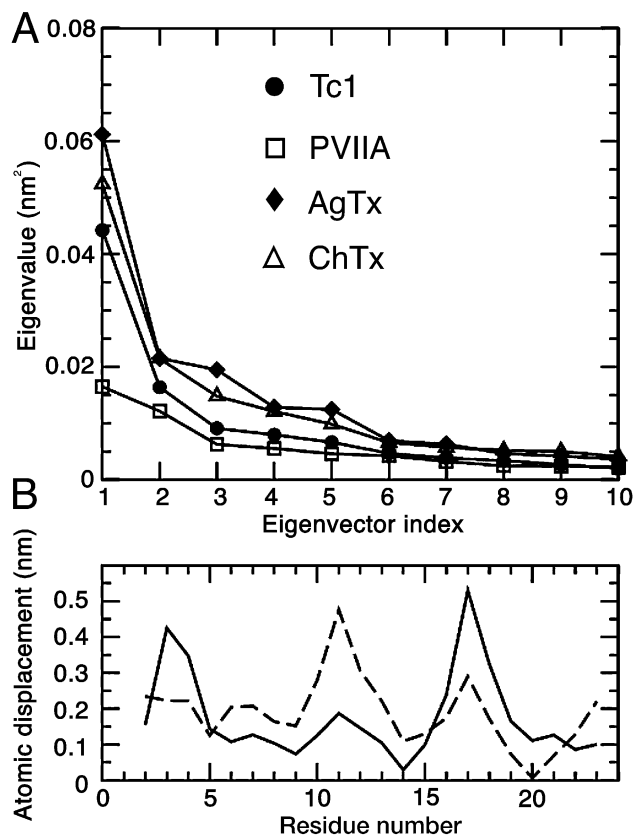 A
0.08
0.06
0.04
0.02
0
Eigenvalue (nm²)
Tc1
PVIIA
AgTx
ChTx
1 2 3 4 5 6 7 8 9 10
Eigenvector index
B
0.5
0.4
0.3
0.2
0.1
0
Atomic displacement (nm)
0 5 10 15 20
Residue number